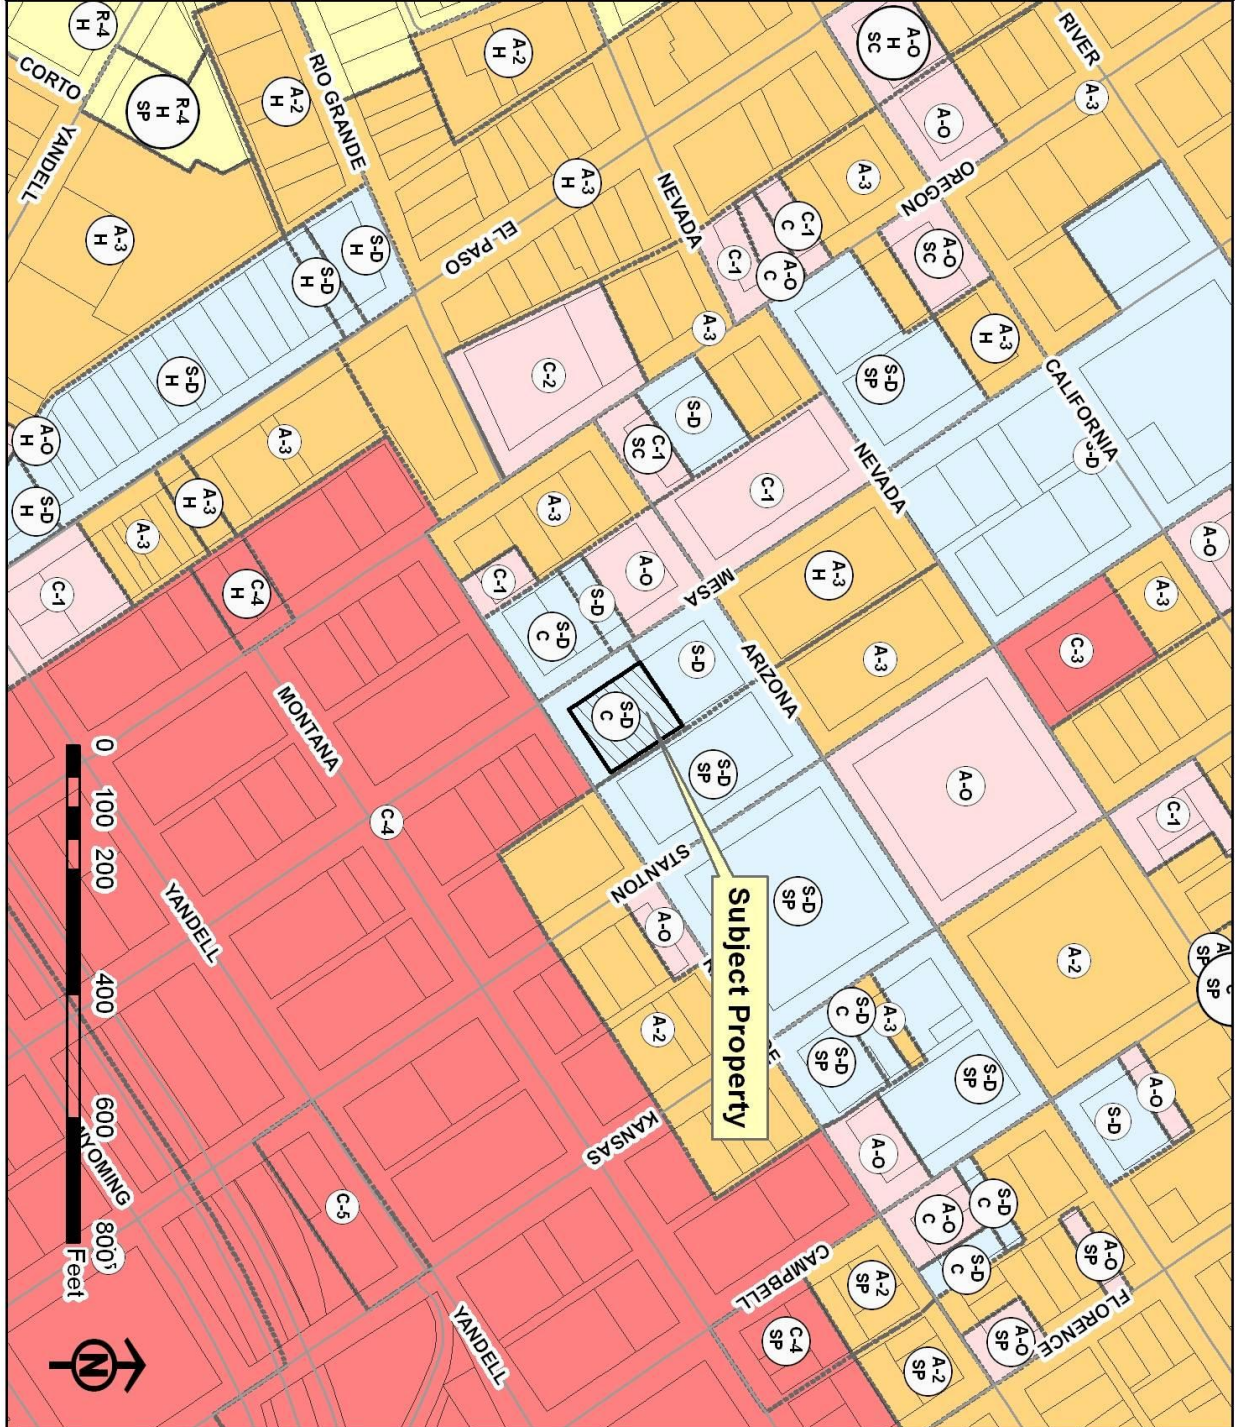 SP
A-O
A-O
C-1
A-3
A-O
S-D
FLORENCE
A-O
SP
RIVER
A-3
CALIFORNIA
S-D
C-3
A-2
A-O
SP
A-3
H
A-O
S-D
SP
S-D
C
S-D
C
A-O
OREGON
A-O
SC
A-O
C
A-2
SP
A-O
H
SC
A-3
S-D
SP
NEVADA
A-3
A-3
A-O
A-2
SP
C-1
C
A-O
C
A-3
H
S-D
SP
S-D
C
S-D
SP
CAMPBELL
C-4
SP
C-1
C-1
ARIZONA
Subject Property
NEVADA
A-3
S-D
MESA
S-D
S-D
SP
C-1
SC
A-O
STANTON
A-O
A-2
KANSAS
A-3
H
C-2
A-3
S-D
S-D
C
S-D
C
A-2
H
EL PASO
C-1
YANDELL
C-4
S-D
H
RIO GRANDE
S-D
H
MONTANA
C-5
A-2
H
A-3
C-4
H
A-3
H
YANDELL
R-4
H
SP
S-D
H
A-3
A-3
H
WYOMING
R-4
H
0 100 200 400 600 800
Feet
N
CORTO
YANDELL
A-O
H
S-D
H
C-1